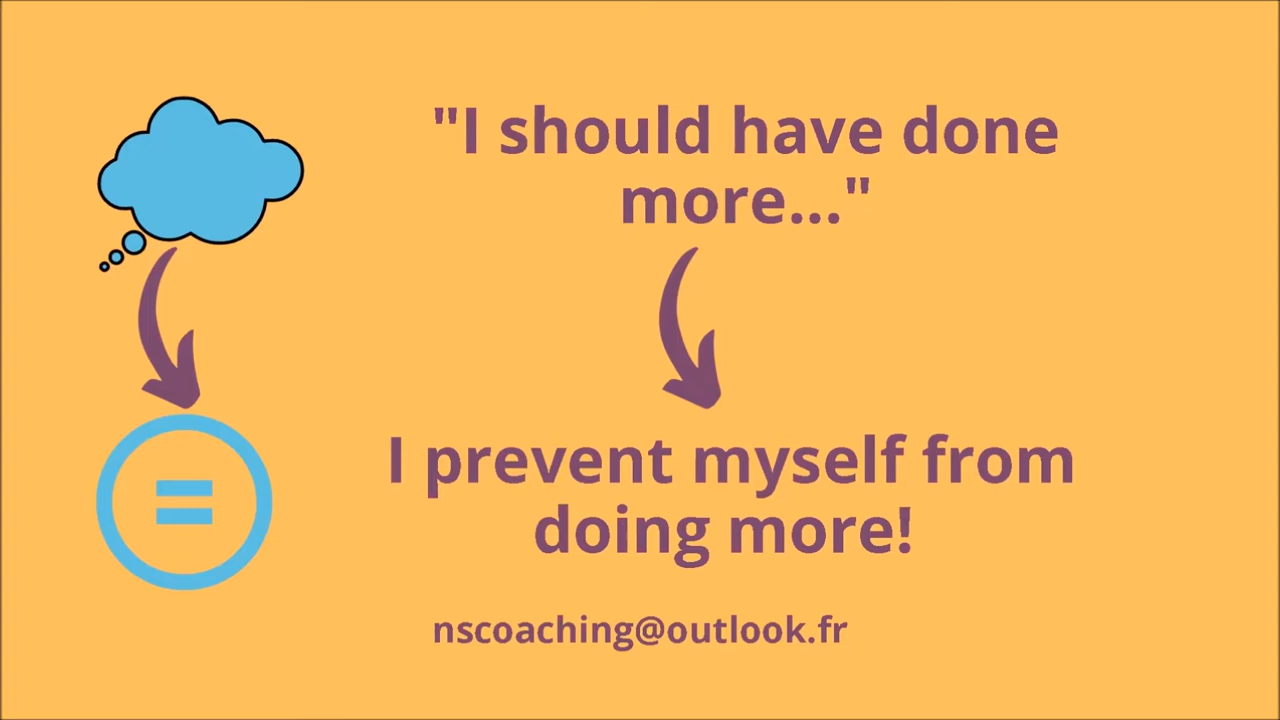 "I should have done
more..."
=
I prevent myself from
doing more!
nscoaching@outlook.fr